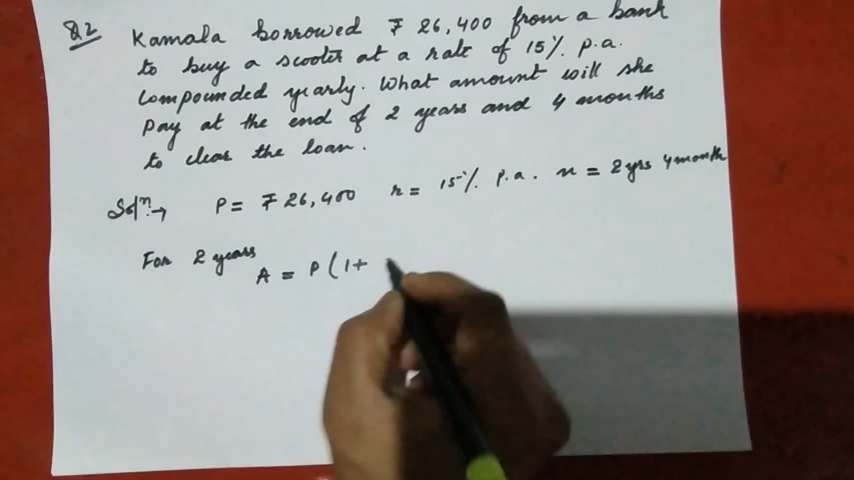 Q2 Kamala borrowed ₹ 26,400 from a bank
to buy a scooter at a rate of 15% p.a.
compounded yearly. What amount will she
pay at the end of 2 years and 4 months
to clear the loan.
Solⁿ:→ P = ₹ 26,400 r = 15% p.a. n = 2 yrs 4 month
For 2 years
A = P (1+